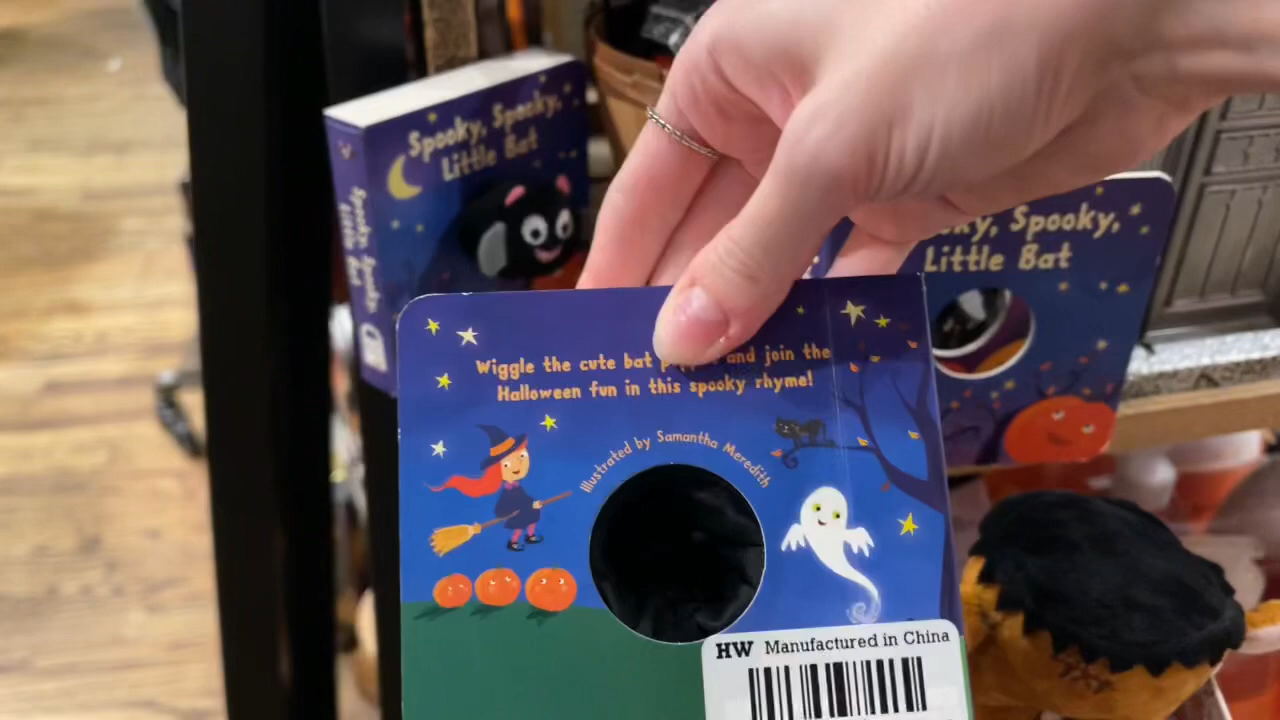 Spooky, Spooky,
Little Bat
Spooky, Spooky,
Little Bat
Spooky,
Little Bat
Wiggle the cute bat and join the
Halloween fun in this spooky rhyme!
Illustrated by Samantha Meredith
HW Manufactured in China